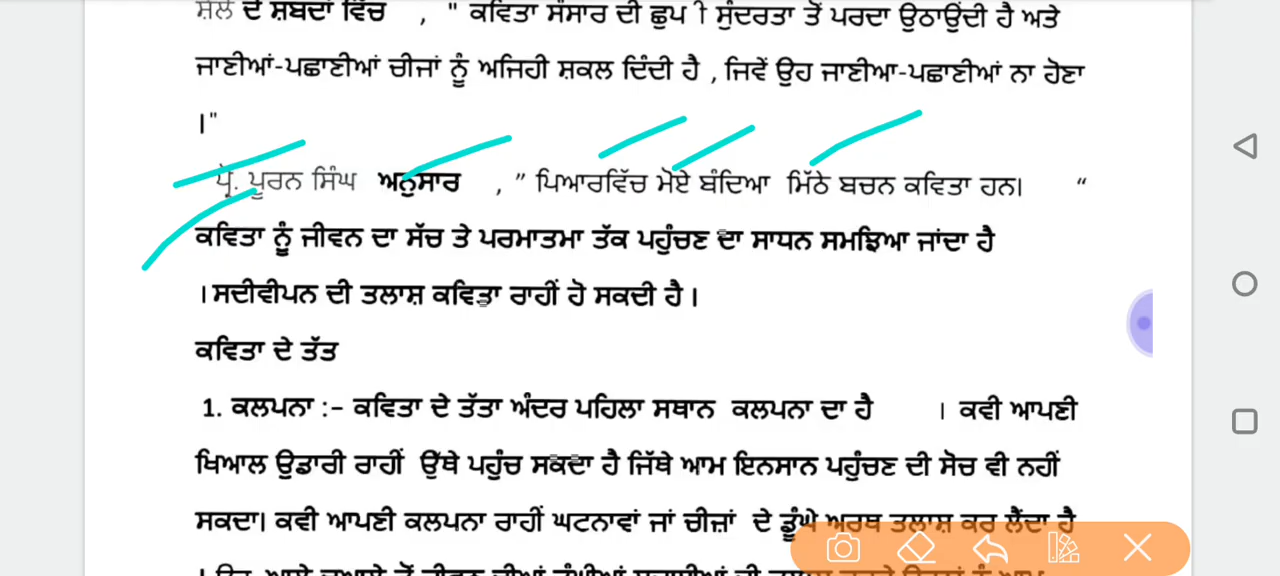 ਸ਼ੈਲੇ ਦੇ ਸ਼ਬਦਾਂ ਵਿੱਚ , " ਕਵਿਤਾ ਸੰਸਾਰ ਦੀ ਛੁਪ ੀ ਸੁੰਦਰਤਾ ਤੋਂ ਪਰਦਾ ਉਠਾਉਂਦੀ ਹੈ ਅਤੇ
ਜਾਣੀਆਂ-ਪਛਾਣੀਆਂ ਚੀਜਾਂ ਨੂੰ ਅਜਿਹੀ ਸ਼ਕਲ ਦਿੰਦੀ ਹੈ , ਜਿਵੇਂ ਉਹ ਜਾਣੀਆ-ਪਛਾਣੀਆਂ ਨਾ ਹੋਣਾ
।"
ਪ੍ਰੋ. ਪੂਰਨ ਸਿੰਘ ਅਨੁਸਾਰ , " ਪਿਆਰਵਿੱਚ ਮੋਏ ਬੰਦਿਆ ਮਿੱਠੇ ਬਚਨ ਕਵਿਤਾ ਹਨ। “
ਕਵਿਤਾ ਨੂੰ ਜੀਵਨ ਦਾ ਸੱਚ ਤੇ ਪਰਮਾਤਮਾ ਤੱਕ ਪਹੁੰਚਣ ਦਾ ਸਾਧਨ ਸਮਝਿਆ ਜਾਂਦਾ ਹੈ
। ਸਦੀਵੀਪਨ ਦੀ ਤਲਾਸ਼ ਕਵਿਤਾ ਰਾਹੀਂ ਹੋ ਸਕਦੀ ਹੈ ।
ਕਵਿਤਾ ਦੇ ਤੱਤ
1. ਕਲਪਨਾ :– ਕਵਿਤਾ ਦੇ ਤੱਤਾ ਅੰਦਰ ਪਹਿਲਾ ਸਥਾਨ ਕਲਪਨਾ ਦਾ ਹੈ । ਕਵੀ ਆਪਣੀ
ਖਿਆਲ ਉਡਾਰੀ ਰਾਹੀਂ ਉੱਥੇ ਪਹੁੰਚ ਸਕਦਾ ਹੈ ਜਿੱਥੇ ਆਮ ਇਨਸਾਨ ਪਹੁੰਚਣ ਦੀ ਸੋਚ ਵੀ ਨਹੀਂ
ਸਕਦਾ। ਕਵੀ ਆਪਣੀ ਕਲਪਨਾ ਰਾਹੀਂ ਘਟਨਾਵਾਂ ਜਾਂ ਚੀਜ਼ਾਂ ਦੇ ਡੂੰਘੇ ਅਰਥ ਤਲਾਸ਼ ਕਰ ਲੈਂਦਾ ਹੈ